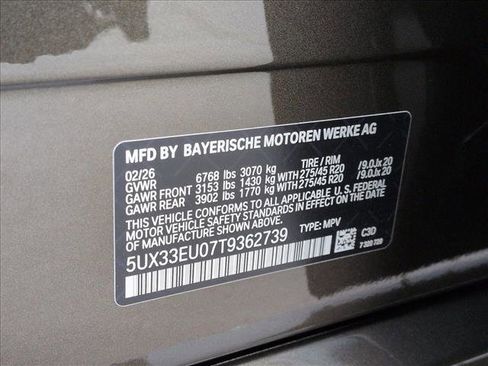 MFD BY BAYERISCHE MOTOREN WERKE AG
02/26 TIRE / RIM
GVWR 6768 lbs 3070 kg
GAWR FRONT 3153 lbs 1430 kg WITH 275/45 R20 /9.0Jx20
GAWR REAR 3902 lbs 1770 kg WITH 275/45 R20 /9.0Jx20
THIS VEHICLE CONFORMS TO ALL APPLICABLE U.S. FEDERAL
MOTOR VEHICLE SAFETY STANDARDS IN EFFECT ON
THE DATE OF MANUFACTURE SHOWN ABOVE.
5UX33EU07T9362739 TYPE: MPV C3D